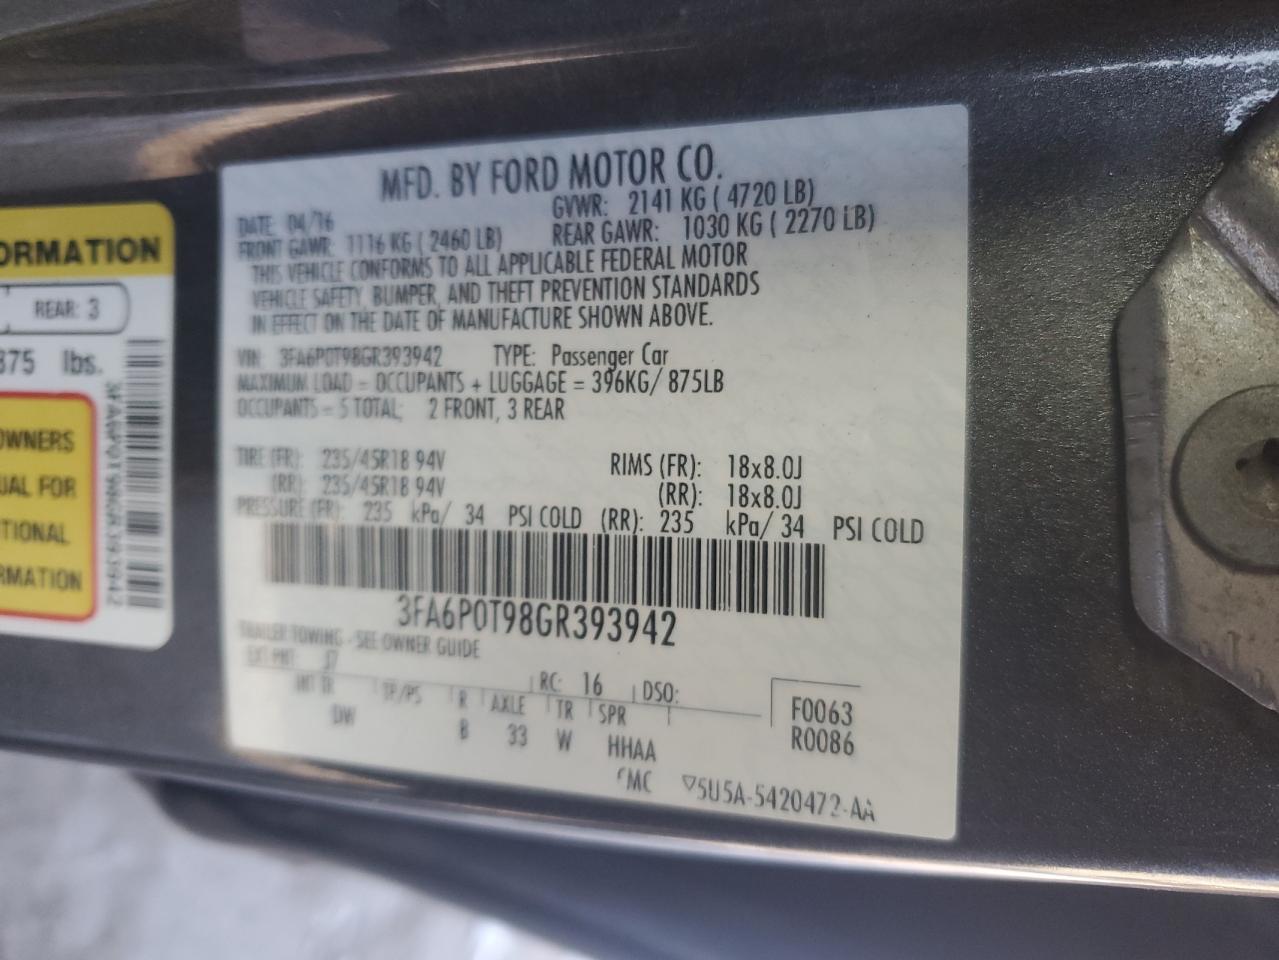 MFD. BY FORD MOTOR CO.
DATE: 04/16 GVWR: 2141 KG ( 4720 LB)
FRONT GAWR: 1116 KG ( 2460 LB) REAR GAWR: 1030 KG ( 2270 LB)
THIS VEHICLE CONFORMS TO ALL APPLICABLE FEDERAL MOTOR
VEHICLE SAFETY, BUMPER, AND THEFT PREVENTION STANDARDS
IN EFFECT ON THE DATE OF MANUFACTURE SHOWN ABOVE.
VIN: 3FA6P0T98GR393942 TYPE: Passenger Car
MAXIMUM LOAD = OCCUPANTS + LUGGAGE = 396KG/ 875LB
OCCUPANTS = 5 TOTAL; 2 FRONT, 3 REAR
TIRE (FR): 235/45R18 94V RIMS (FR): 18x8.0J
(RR): 235/45R18 94V (RR): 18x8.0J
PRESSURE (FR): 235 kPa/ 34 PSI COLD (RR): 235 kPa/ 34 PSI COLD
3FA6P0T98GR393942
TRAILER TOWING - SEE OWNER GUIDE
EXT PNT J7 RC: 16 DSO:
INT TR TP/PS R AXLE TR SPR F0063
DW B 33 W HHAA R0086
MC ▽5U5A-5420472-AA
ORMATION
REAR: 3
875 lbs.
OWNERS
UAL FOR
TIONAL
RMATION
3FA6P0T98GR393942